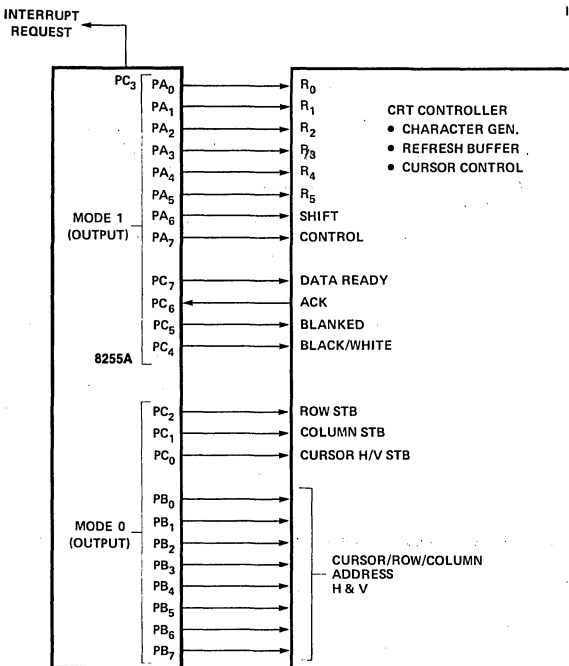 INTERRUPT
REQUEST
I
PC3
PA0 R0
PA1 R1
PA2 R2
PA3 R3
PA4 R4
PA5 R5
PA6 SHIFT
PA7 CONTROL
MODE 1
(OUTPUT)
CRT CONTROLLER
• CHARACTER GEN.
• REFRESH BUFFER
• CURSOR CONTROL
PC7 DATA READY
PC6 ACK
PC5 BLANKED
PC4 BLACK/WHITE
8255A
PC2 ROW STB
PC1 COLUMN STB
PC0 CURSOR H/V STB
MODE 0
(OUTPUT)
PB0
PB1
PB2
PB3
PB4
PB5
PB6
PB7
CURSOR/ROW/COLUMN
ADDRESS
H & V